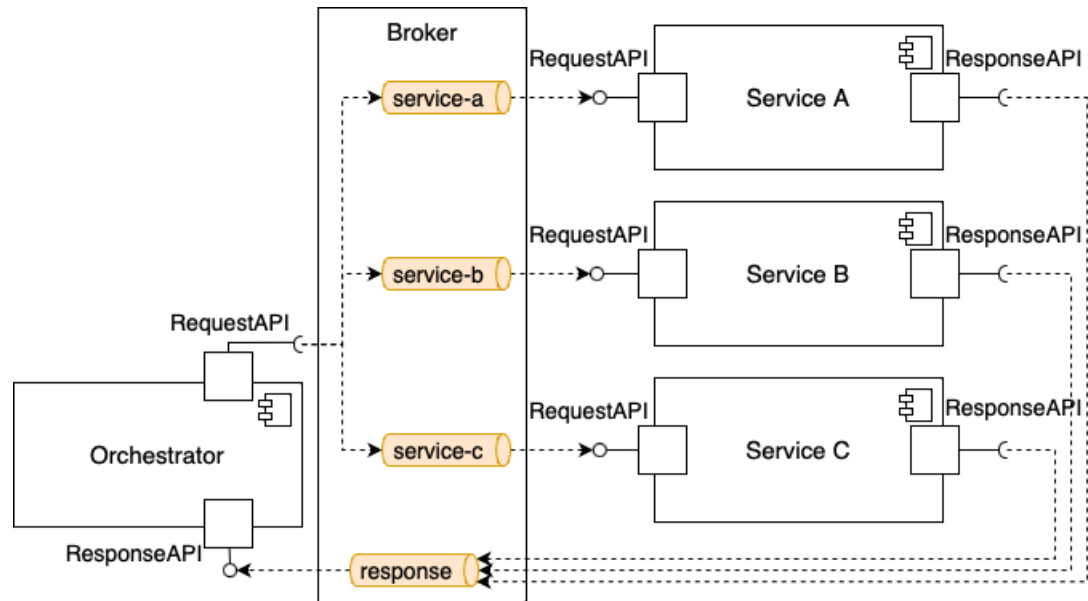 Broker
RequestAPI
ResponseAPI
service-a
Service A
RequestAPI
ResponseAPI
service-b
Service B
RequestAPI
RequestAPI
ResponseAPI
Orchestrator
service-c
Service C
ResponseAPI
response